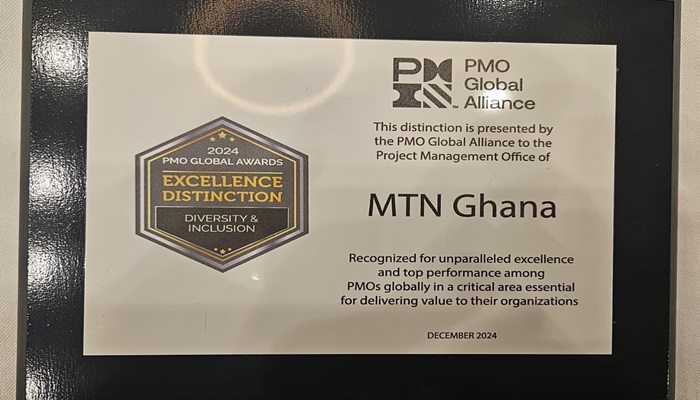 2024
PMO GLOBAL AWARDS
EXCELLENCE
DISTINCTION
DIVERSITY &
INCLUSION
PMO
Global
Alliance
This distinction is presented by
the PMO Global Alliance to the
Project Management Office of
MTN Ghana
Recognized for unparalleled excellence
and top performance among
PMOs globally in a critical area essential
for delivering value to their organizations
DECEMBER 2024